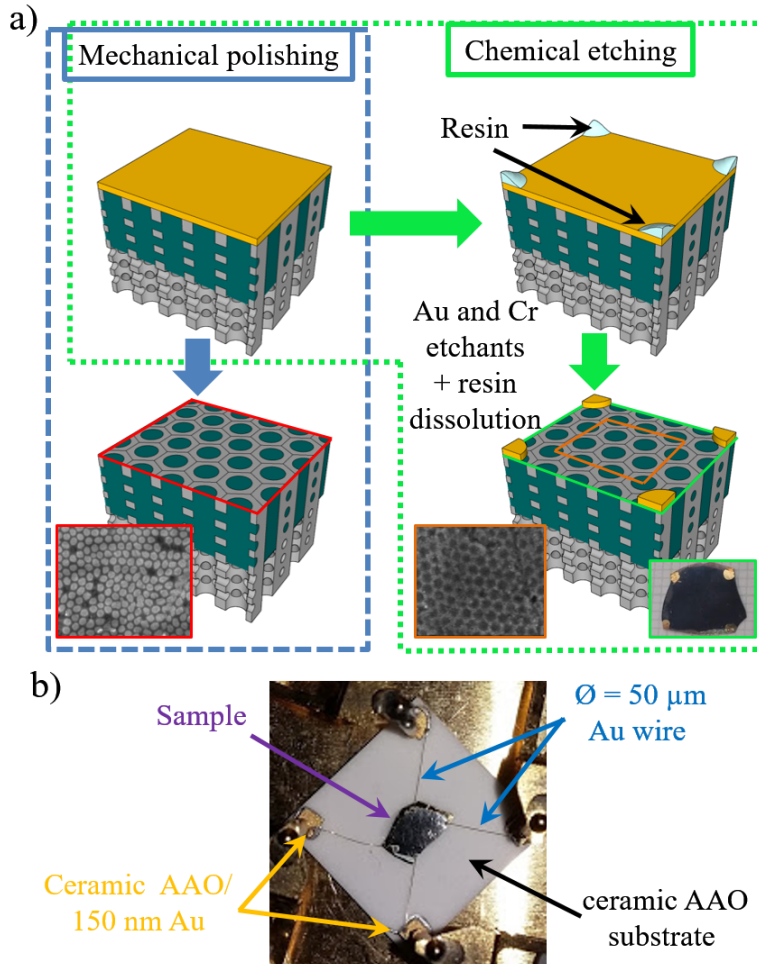 a)
Mechanical polishing
Chemical etching
Resin
Au and Cr
etchants
+ resin
dissolution
b)
Sample
Ø = 50 µm
Au wire
Ceramic AAO/
150 nm Au
ceramic AAO
substrate